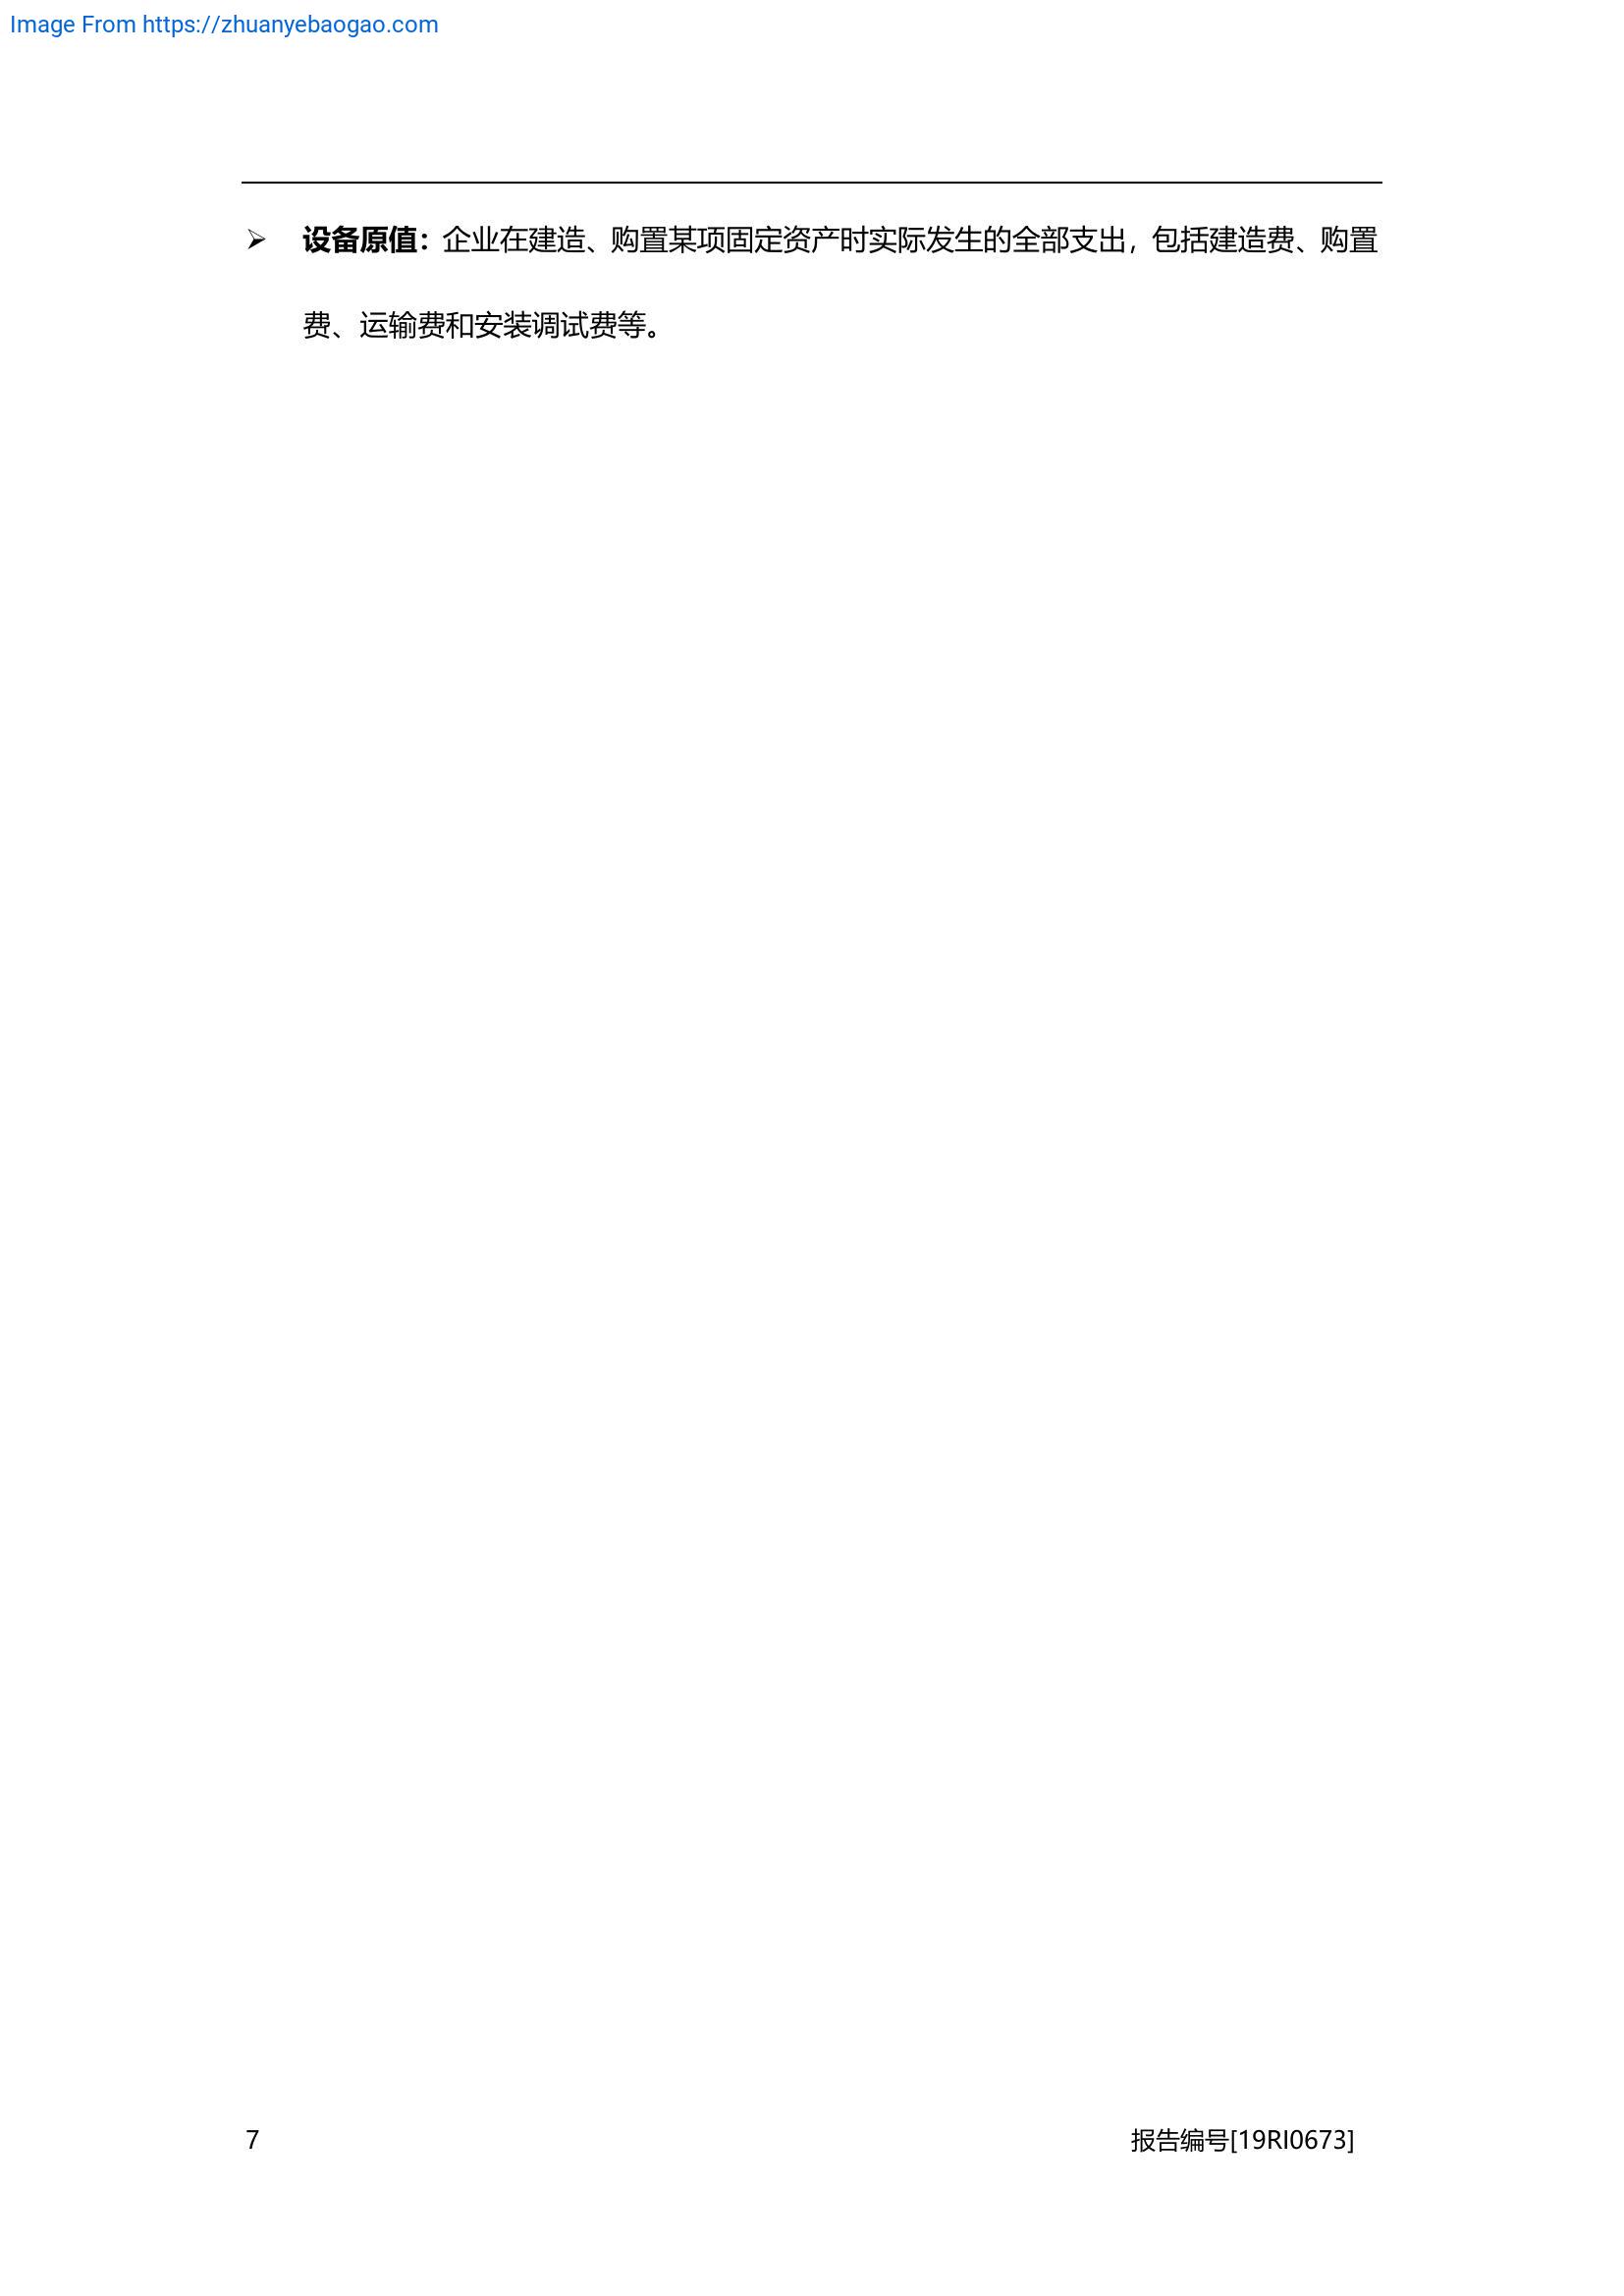 Image From https://zhuanyebaogao.com
➢ 设备原值：企业在建造、购置某项固定资产时实际发生的全部支出，包括建造费、购置
费、运输费和安装调试费等。
7 报告编号[19RI0673]